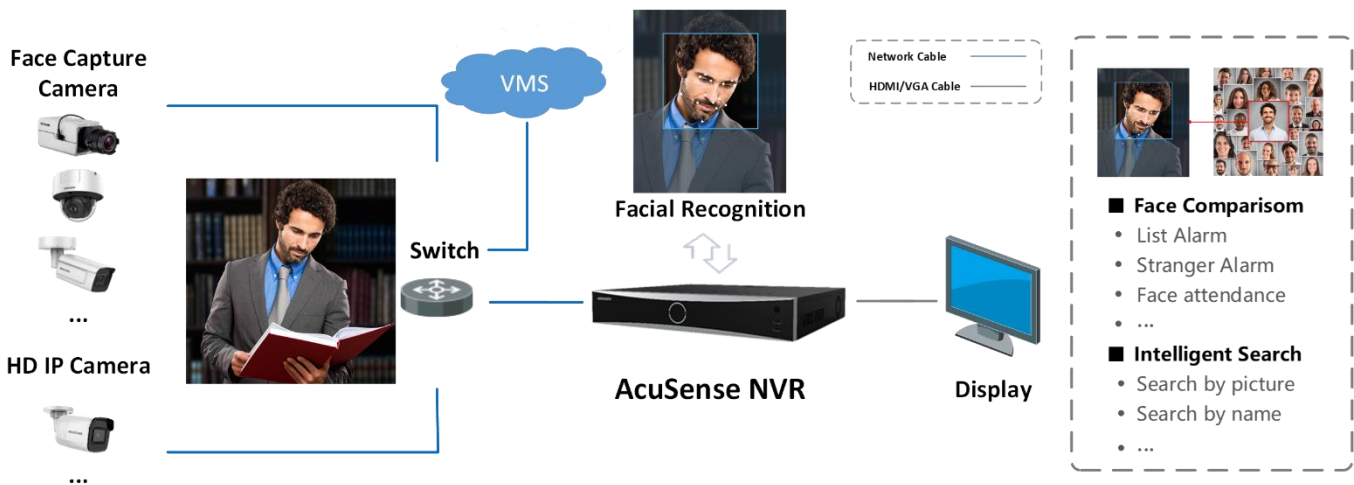 Face Capture
Camera
...
HD IP Camera
...
VMS
Switch
Facial Recognition
AcuSense NVR
Display
Network Cable
HDMI/VGA Cable
■ Face Comparisom
• List Alarm
• Stranger Alarm
• Face attendance
• ...
■ Intelligent Search
• Search by picture
• Search by name
• ...